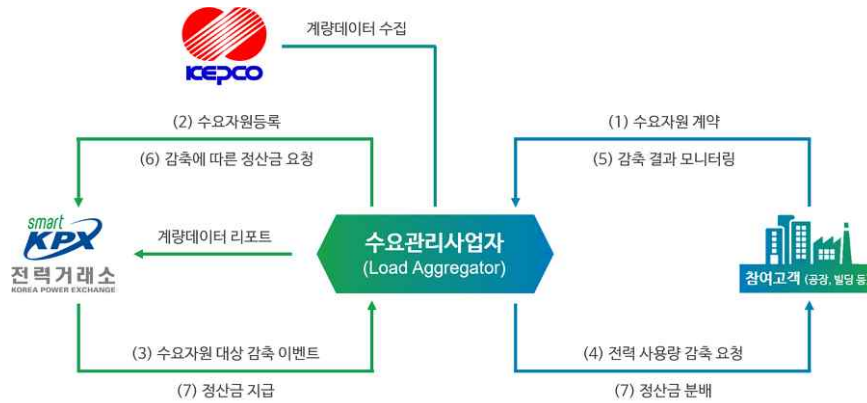 KEPCO
계량데이터 수집
(2) 수요자원등록
(6) 감축에 따른 정산금 요청
(1) 수요자원 계약
(5) 감축 결과 모니터링
smart
KPX
전력거래소
KOREA POWER EXCHANGE
계량데이터 리포트
수요관리사업자
(Load Aggregator)
참여고객 (공장, 빌딩 등
(3) 수요자원 대상 감축 이벤트
(7) 정산금 지급
(4) 전력 사용량 감축 요청
(7) 정산금 분배